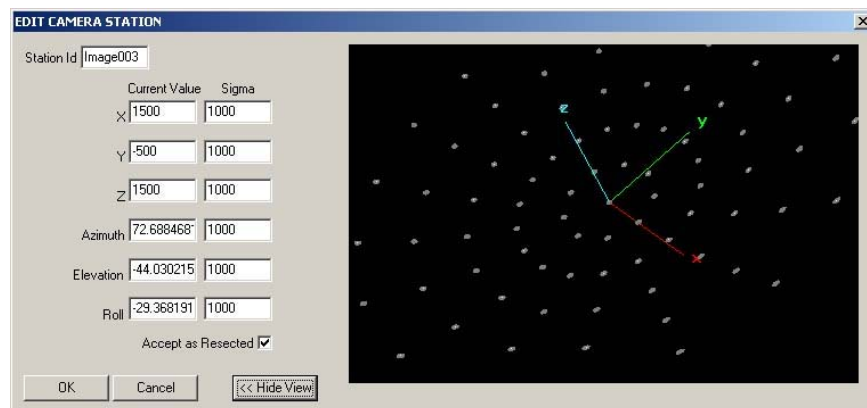 EDIT CAMERA STATION
Station Id Image003
Current Value Sigma
X 1500 1000
Y -500 1000
Z 1500 1000
Azimuth 72.688468 1000
Elevation -44.030215 1000
Roll -29.368191 1000
Accept as Resected
OK Cancel << Hide View
z
y
x